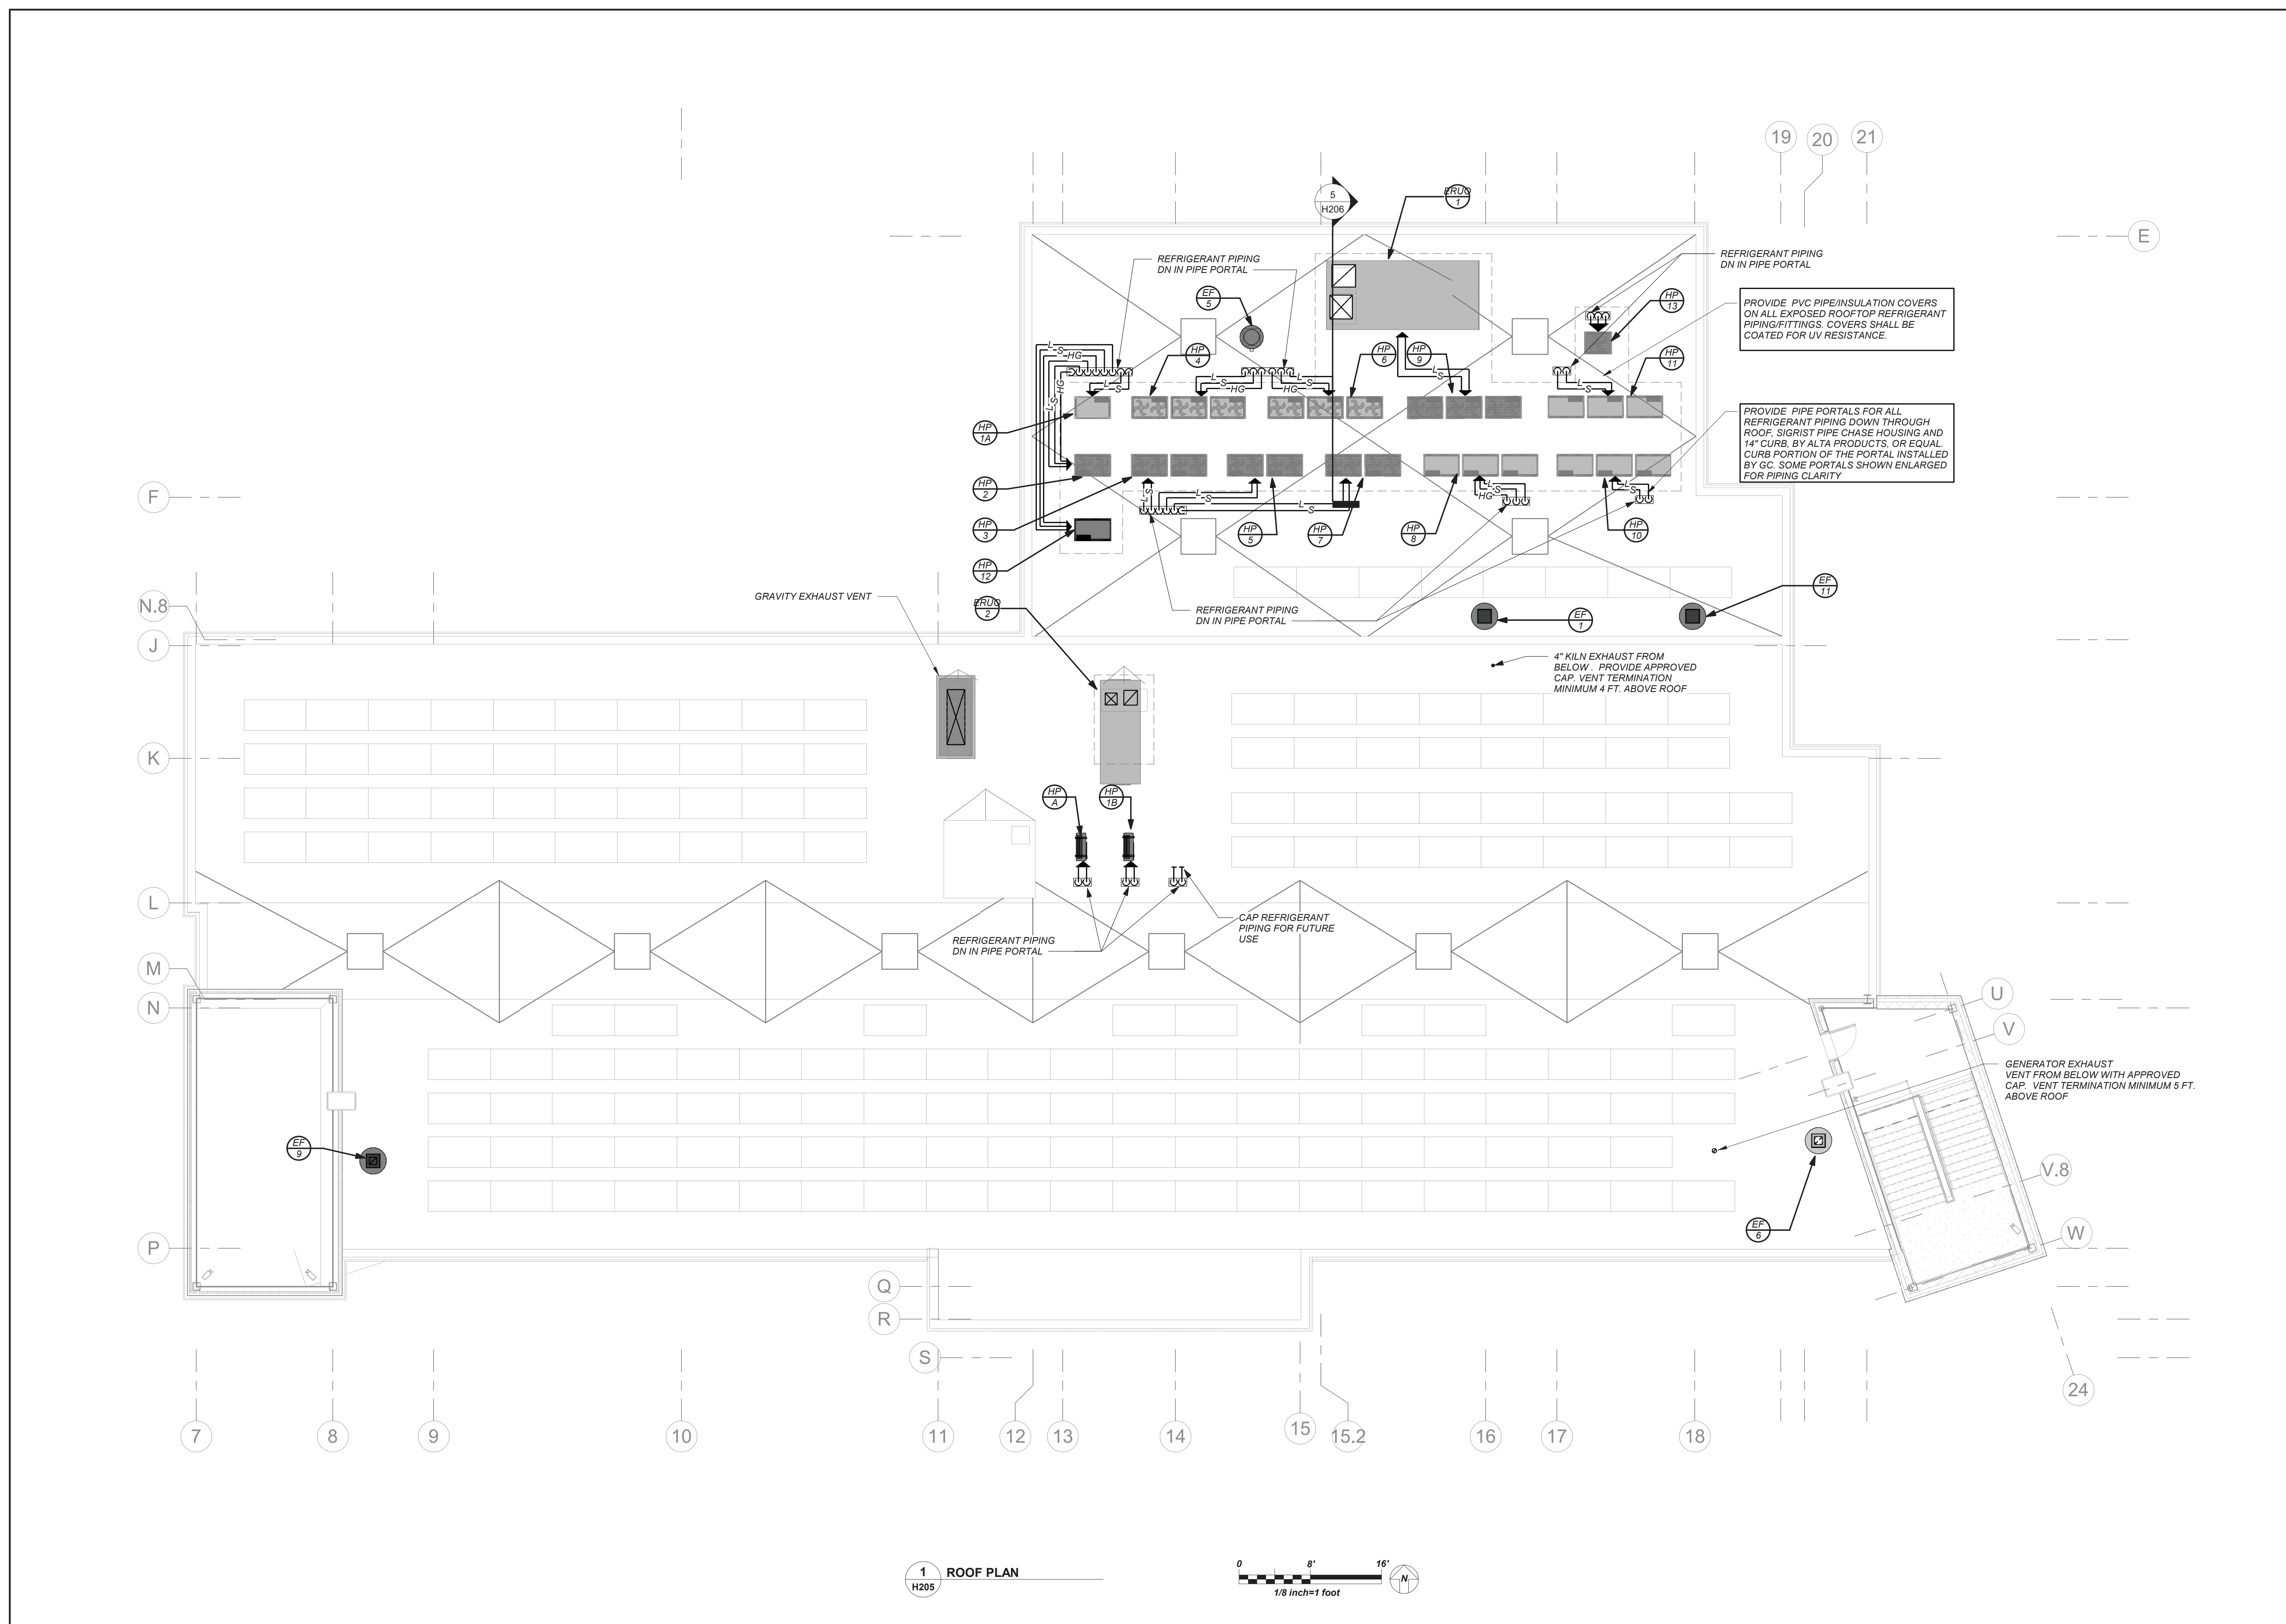 19
20
21
5
H206
ERUO
1
E
REFRIGERANT PIPING
DN IN PIPE PORTAL
REFRIGERANT PIPING
DN IN PIPE PORTAL
EF
5
HP
13
PROVIDE PVC PIPE/INSULATION COVERS
ON ALL EXPOSED ROOFTOP REFRIGERANT
PIPING/FITTINGS. COVERS SHALL BE
COATED FOR UV RESISTANCE.
HP
4
HP
6
HP
9
HP
11
L
S
HG
L
S
HG
L
S
L
S
HG
L
S
HG
L
S
L
S
PROVIDE PIPE PORTALS FOR ALL
REFRIGERANT PIPING DOWN THROUGH
ROOF, SIGRIST PIPE CHASE HOUSING AND
14" CURB, BY ALTA PRODUCTS, OR EQUAL.
CURB PORTION OF THE PORTAL INSTALLED
BY GC. SOME PORTALS SHOWN ENLARGED
FOR PIPING CLARITY
HP
1A
HP
2
F
L
S
L
S
L
S
L
S
HG
L
S
HP
3
HP
5
HP
7
HP
8
HP
10
HP
12
GRAVITY EXHAUST VENT
ERUO
2
REFRIGERANT PIPING
DN IN PIPE PORTAL
EF
1
EF
11
N.8
J
4" KILN EXHAUST FROM
BELOW . PROVIDE APPROVED
CAP. VENT TERMINATION
MINIMUM 4 FT. ABOVE ROOF
K
HP
A
HP
1B
L
CAP REFRIGERANT
PIPING FOR FUTURE
USE
REFRIGERANT PIPING
DN IN PIPE PORTAL
M
N
U
V
GENERATOR EXHAUST
VENT FROM BELOW WITH APPROVED
CAP. VENT TERMINATION MINIMUM 5 FT.
ABOVE ROOF
EF
9
V.8
EF
6
W
P
Q
R
S
24
7
8
9
10
11
12
13
14
15
15.2
16
17
18
1
H205
ROOF PLAN
0
8'
16'
1/8 inch=1 foot
N